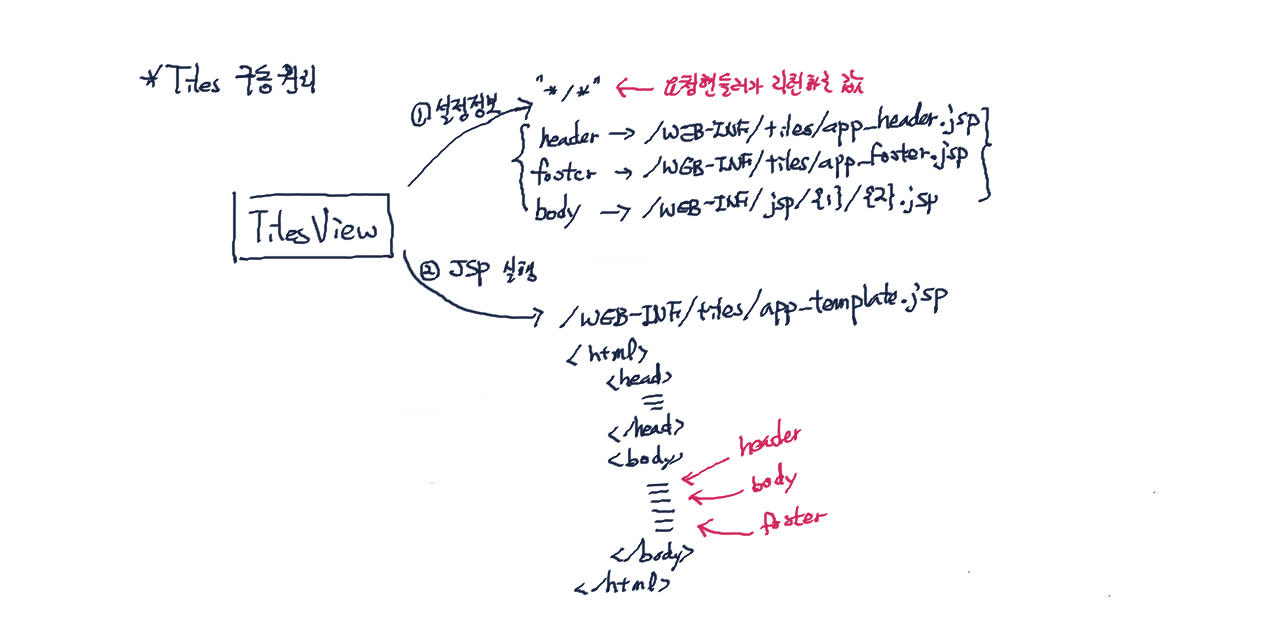 * Tiles 구동원리
① 설정정보
"*/*" ← 요청핸들러가 리턴하는 값
header → /WEB-INF/tiles/app_header.jsp
foster → /WEB-INF/tiles/app_foster.jsp
body → /WEB-INF/jsp/{1}/{2}.jsp
TilesView
② JSP 실행
/WEB-INF/tiles/app-template.jsp
<html>
<head>
</head>
<body>
header
body
foster
</body>
</html>